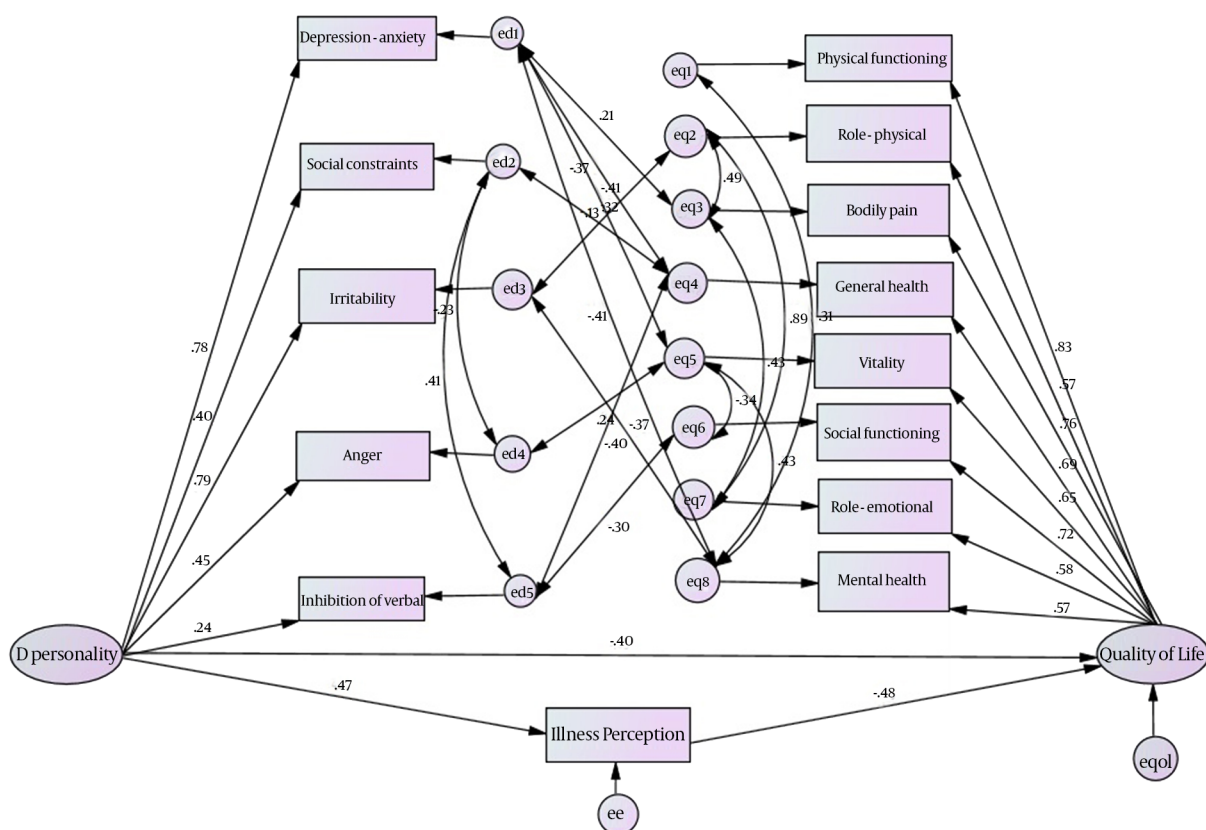 Depression - anxiety
ed1
Physical functioning
eq1
.21
Role - physical
eq2
Social constraints
ed2
-.37
-.41
.49
-.13
.32
eq3
Bodily pain
Irritability
ed3
eq4
General health
-.23
-.41
.89
.31
.78
eq5
Vitality
.43
.83
.41
.57
-.34
.40
.24
-.37
eq6
Social functioning
.76
Anger
ed4
-.40
.43
.69
.79
eq7
.65
Role - emotional
-.30
.72
.45
.58
Inhibition of verbal
ed5
eq8
Mental health
.57
.24
D personality
-.40
Quality of Life
.47
-.48
Illness Perception
eqol
ee